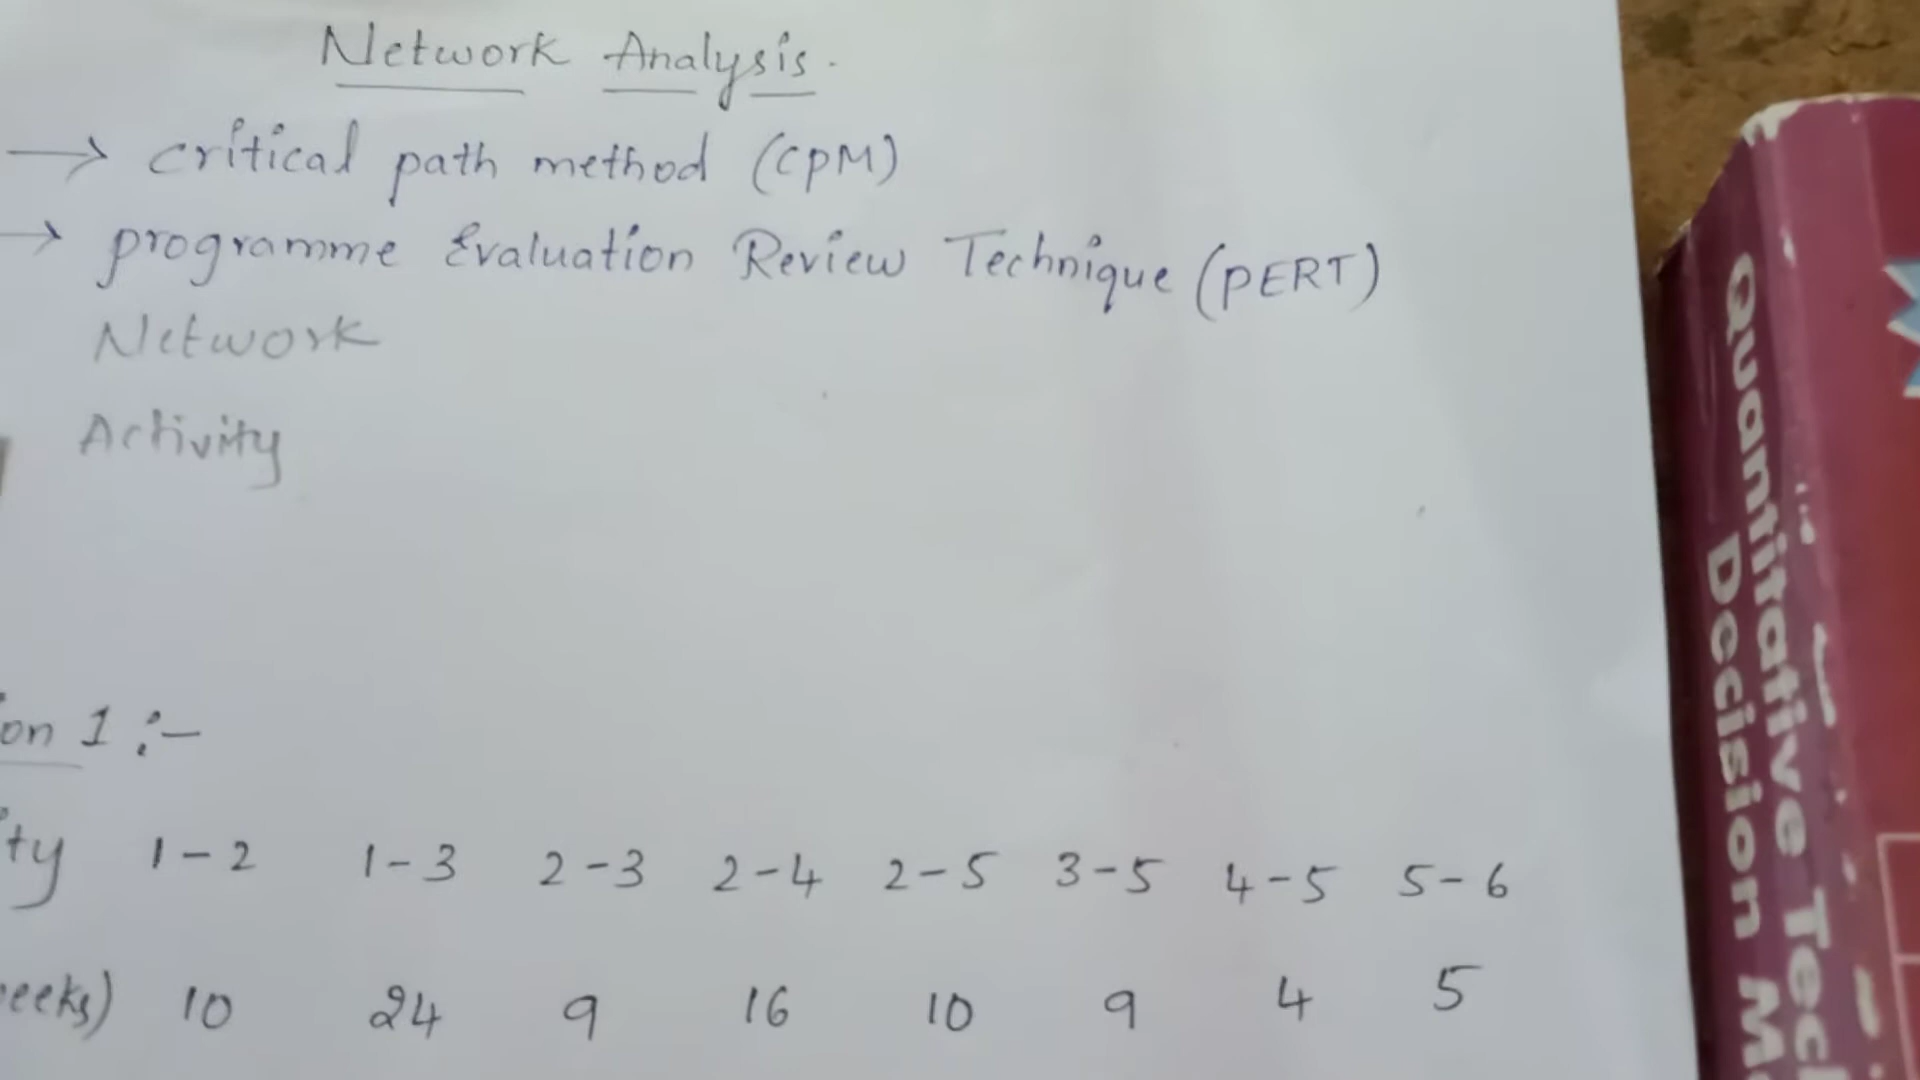 Network Analysis.
→ critical path method (CPM)
→ programme Evaluation Review Technique (PERT)
Network
Activity
on 1 :-
ty 1-2 1-3 2-3 2-4 2-5 3-5 4-5 5-6
eeks) 10 24 9 16 10 9 4 5
Quantitative Tech
Decision M